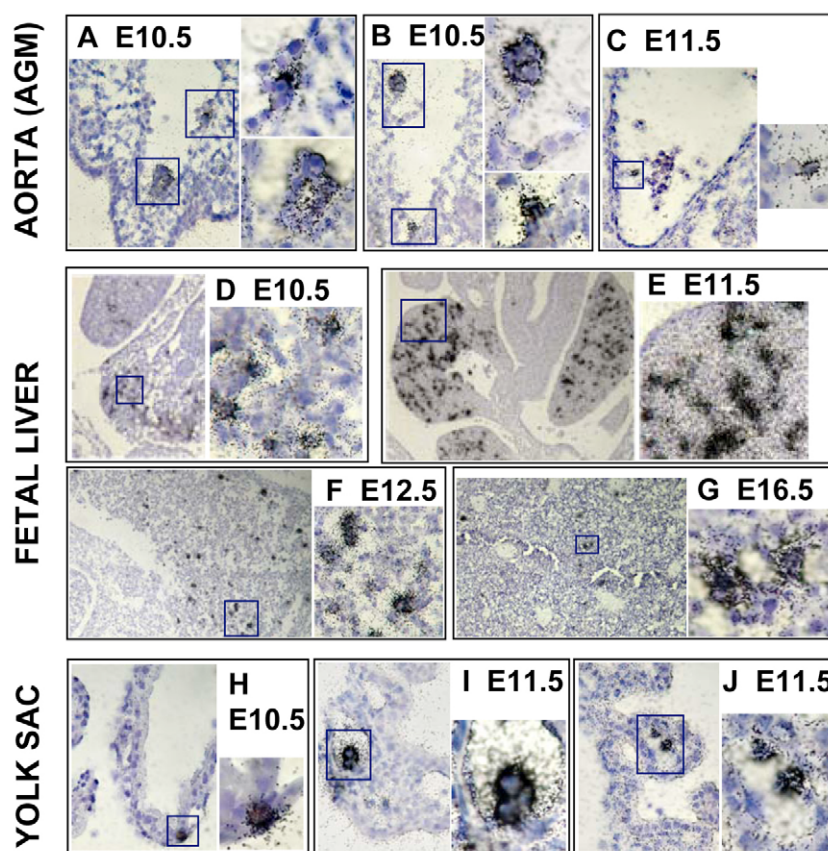 AORTA (AGM)
A E10.5
B E10.5
C E11.5
FETAL LIVER
D E10.5
E E11.5
F E12.5
G E16.5
YOLK SAC
H
E10.5
I E11.5
J E11.5